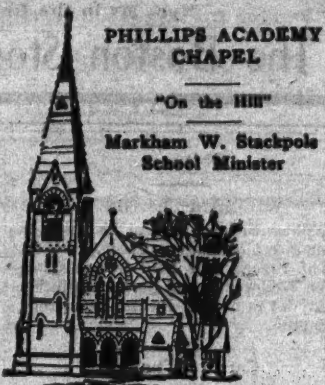 PHILLIPS ACADEMY
CHAPEL
"On the Hill"
Markham W. Stackpole
School Minister